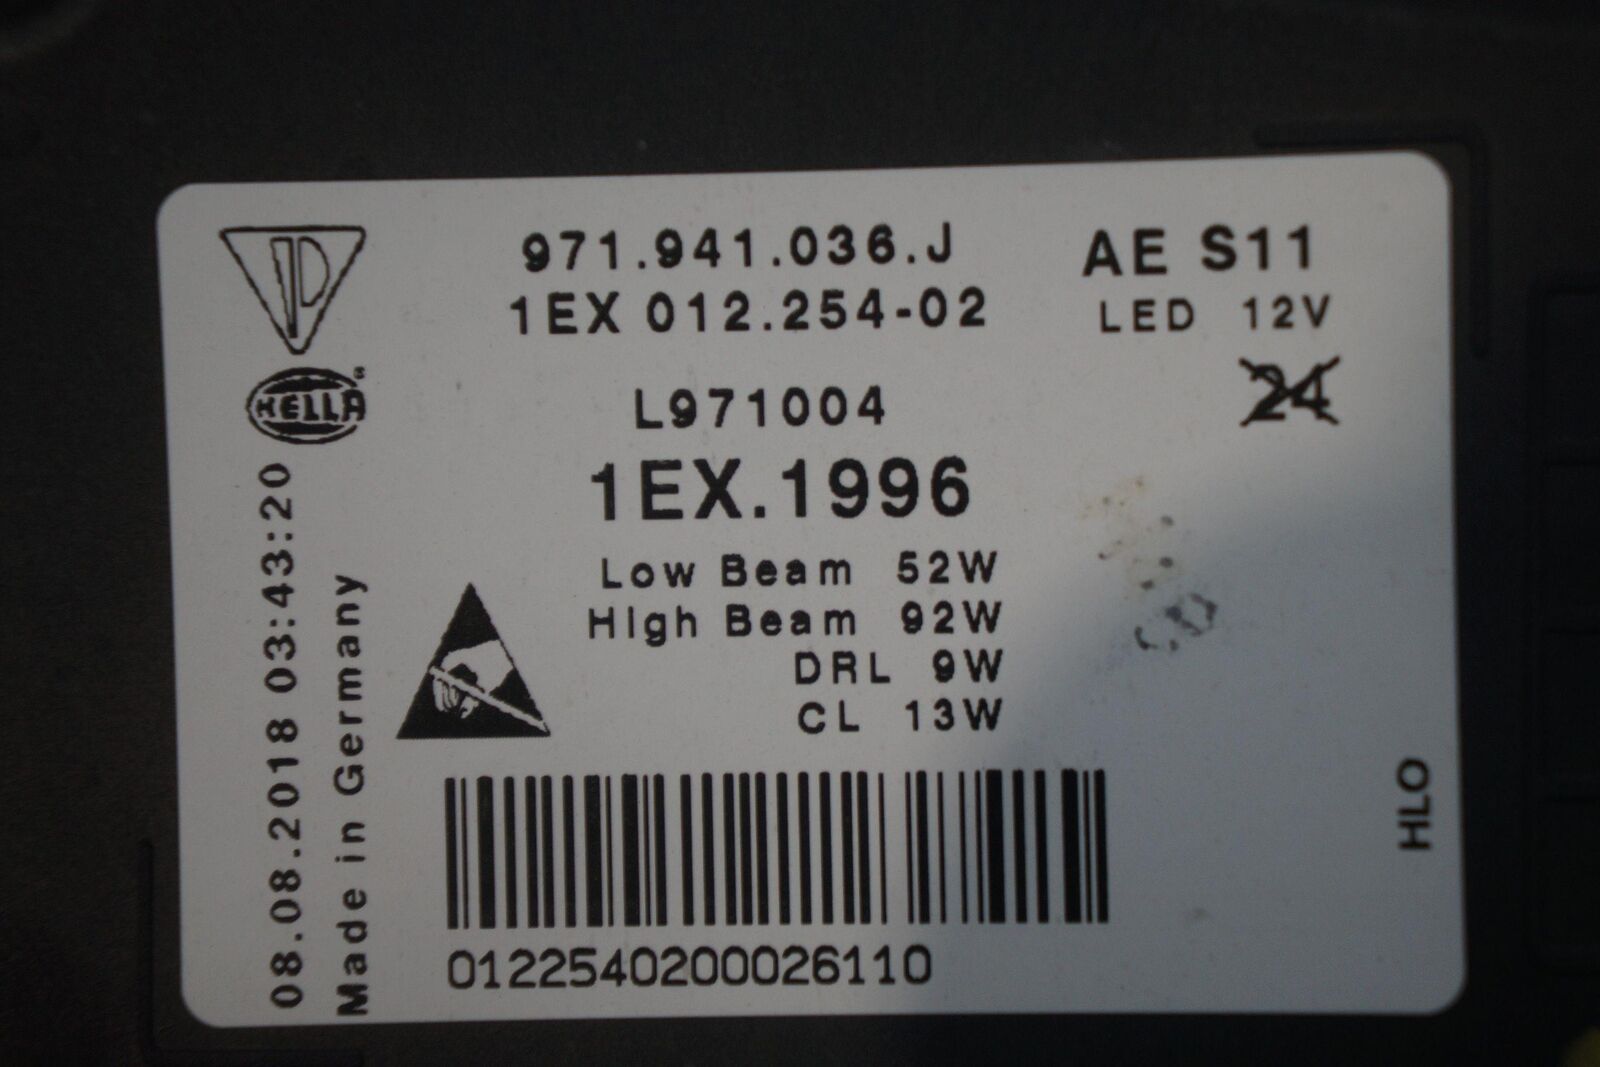 971.941.036.J
AE S11
1EX 012.254-02
LED 12V
24
HELLA
L971004
1EX.1996
Low Beam 52W
High Beam 92W
DRL 9W
CL 13W
08.08.2018 03:43:20
Made in Germany
HLO
0122540200026110